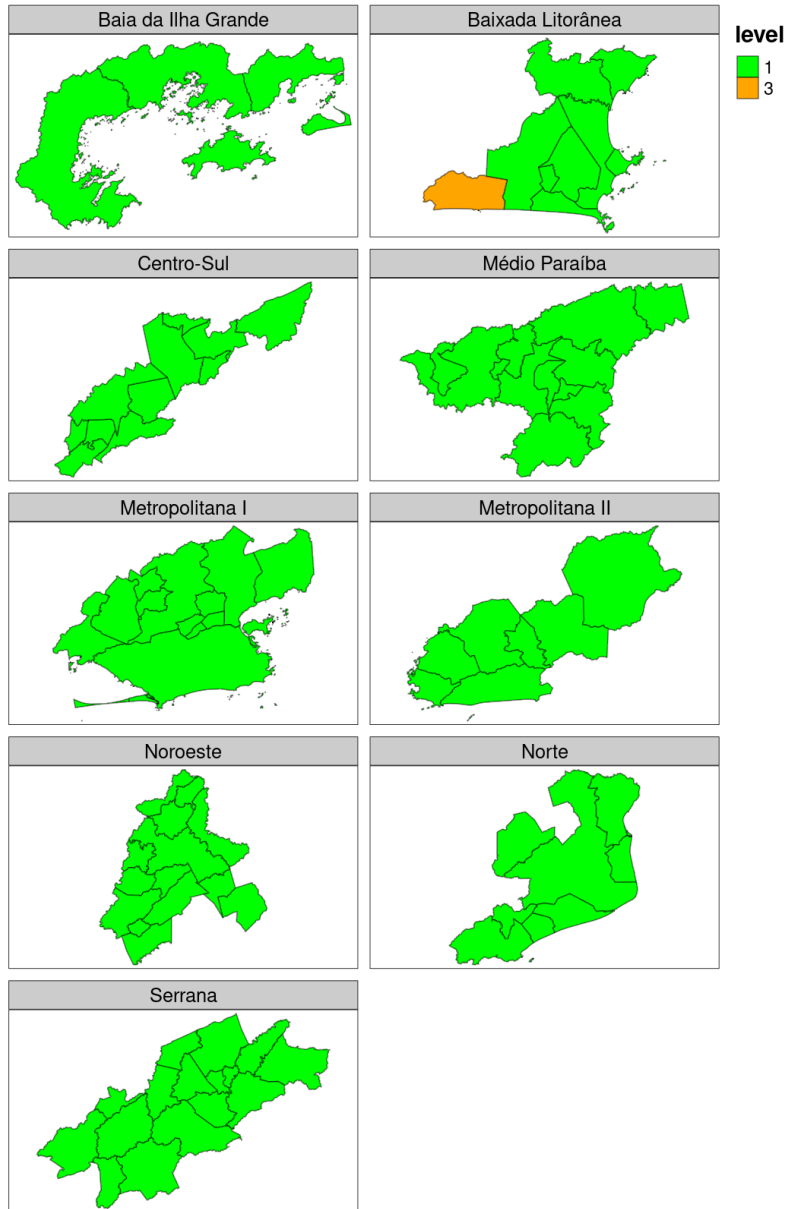 Baia da Ilha Grande
Baixada Litorânea
level
1
3
Centro-Sul
Médio Paraíba
Metropolitana I
Metropolitana II
Noroeste
Norte
Serrana